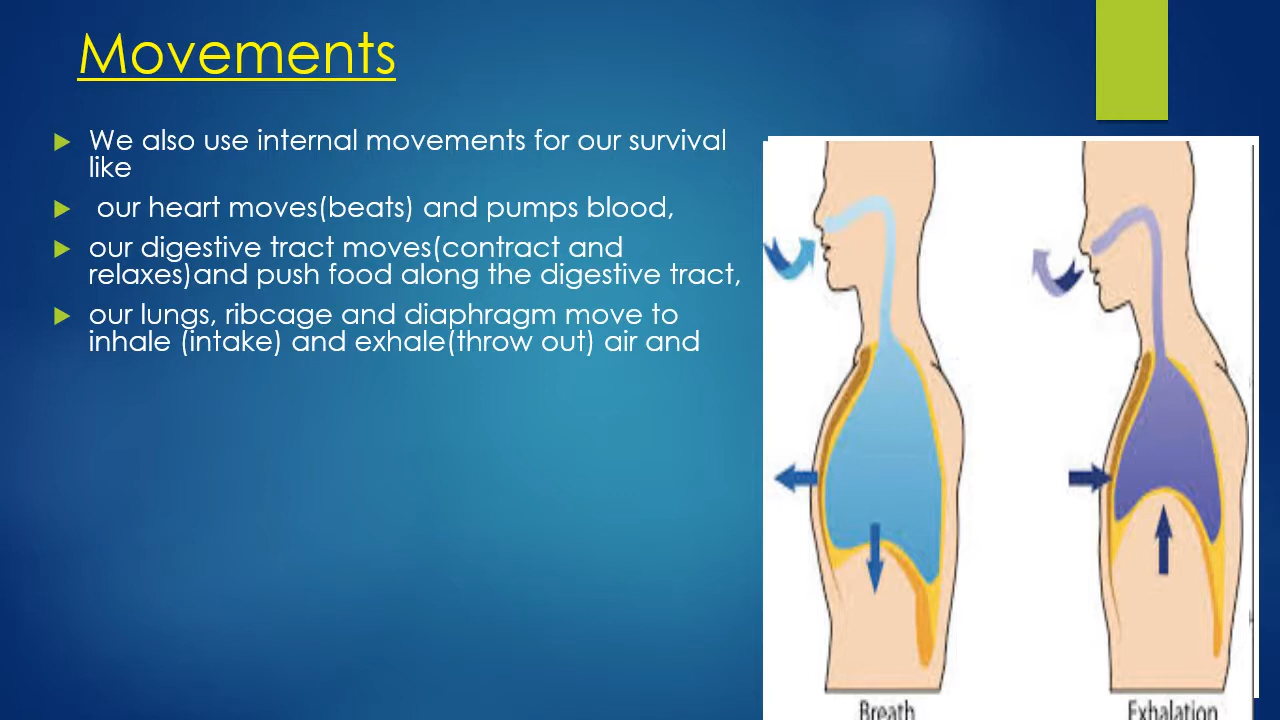 Movements
We also use internal movements for our survival
like
our heart moves(beats) and pumps blood,
our digestive tract moves(contract and
relaxes)and push food along the digestive tract,
our lungs, ribcage and diaphragm move to
inhale (intake) and exhale(throw out) air and
Breath
Exhalation